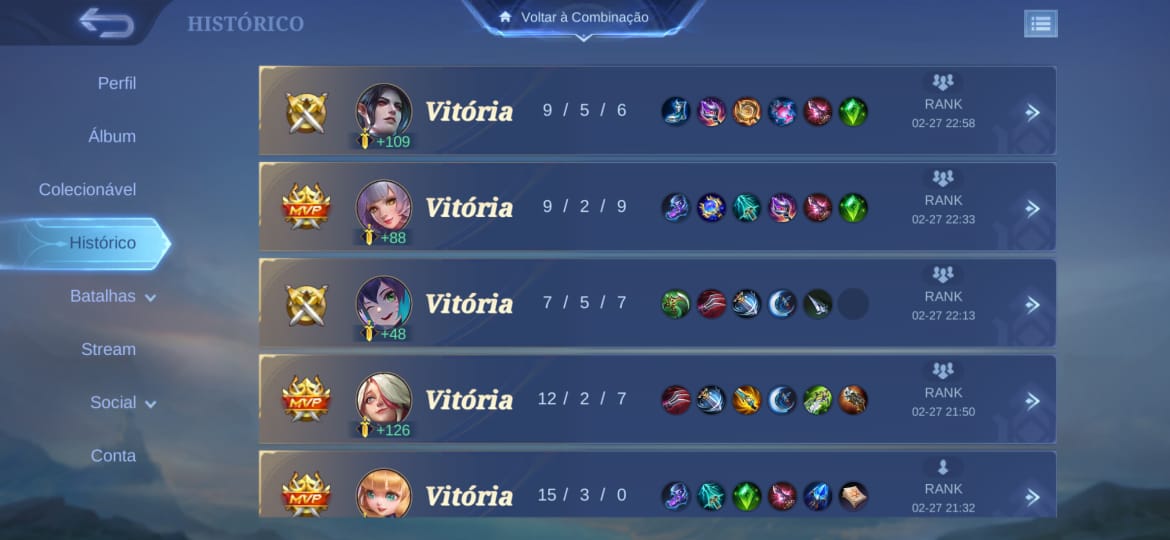 HISTÓRICO
Voltar à Combinação
Perfil
Álbum
Colecionável
Histórico
Batalhas
Stream
Social
Conta
+109
Vitória
9 / 5 / 6
RANK
02-27 22:58
MVP
+88
Vitória
9 / 2 / 9
RANK
02-27 22:33
+48
Vitória
7 / 5 / 7
RANK
02-27 22:13
MVP
+126
Vitória
12 / 2 / 7
RANK
02-27 21:50
MVP
Vitória
15 / 3 / 0
RANK
02-27 21:32